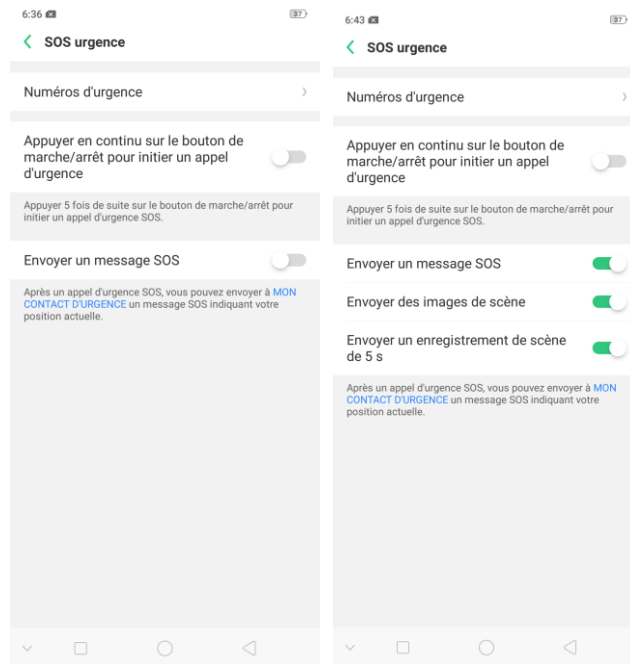 6:36
37
SOS urgence
Numéros d'urgence
Appuyer en continu sur le bouton de
marche/arrêt pour initier un appel
d'urgence
Appuyer 5 fois de suite sur le bouton de marche/arrêt pour
initier un appel d'urgence SOS.
Envoyer un message SOS
Après un appel d'urgence SOS, vous pouvez envoyer à MON
CONTACT D'URGENCE un message SOS indiquant votre
position actuelle.
6:43
37
SOS urgence
Numéros d'urgence
Appuyer en continu sur le bouton de
marche/arrêt pour initier un appel
d'urgence
Appuyer 5 fois de suite sur le bouton de marche/arrêt pour
initier un appel d'urgence SOS.
Envoyer un message SOS
Envoyer des images de scène
Envoyer un enregistrement de scène
de 5 s
Après un appel d'urgence SOS, vous pouvez envoyer à MON
CONTACT D'URGENCE un message SOS indiquant votre
position actuelle.